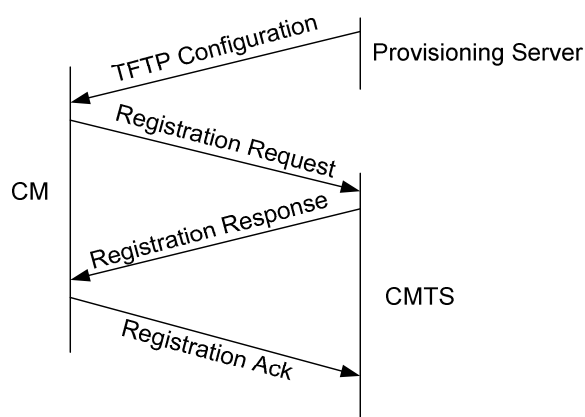 TFTP Configuration
Provisioning Server
Registration Request
CM
Registration Response
CMTS
Registration Ack